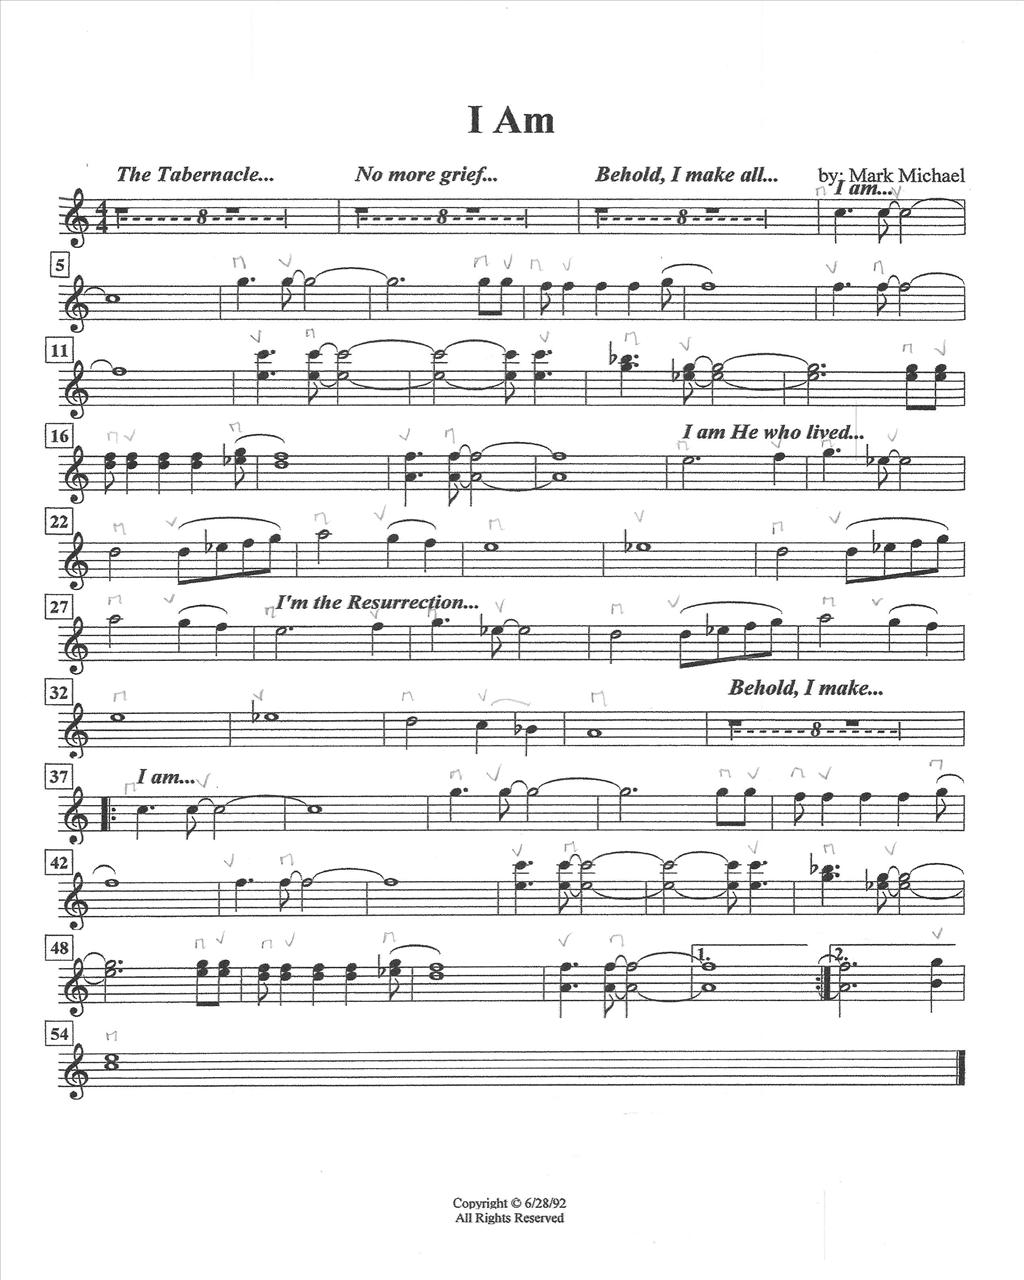 I Am
The Tabernacle... No more grief... Behold, I make all... by: Mark Michael
I am...
4
4
8 8 8
5
11
16
I am He who lived...
22
27
I'm the Resurrection...
32
Behold, I make...
8
37
I am...
42
48
1. 2.
54
Copyright © 6/28/92
All Rights Reserved